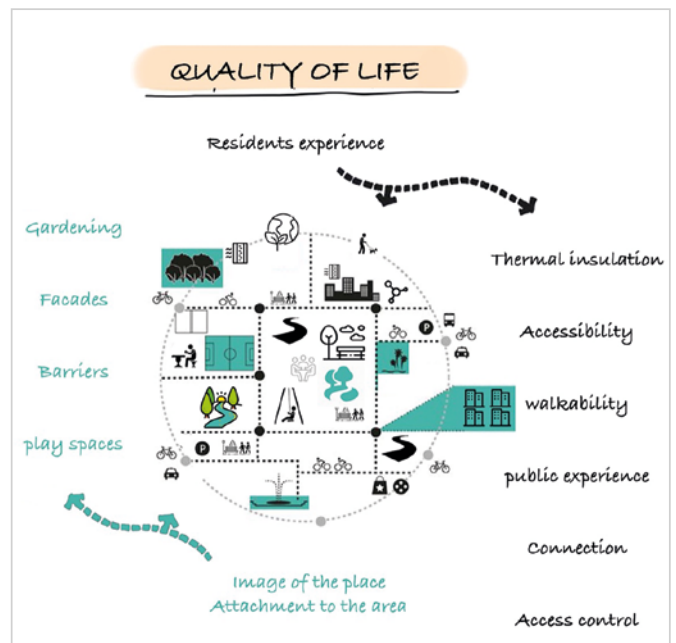 QUALITY OF LIFE
Residents experience
Gardening
Facades
Barriers
play spaces
Thermal insulation
Accessibility
walkability
public experience
Connection
Access control
P
P
Image of the place
Attachment to the area